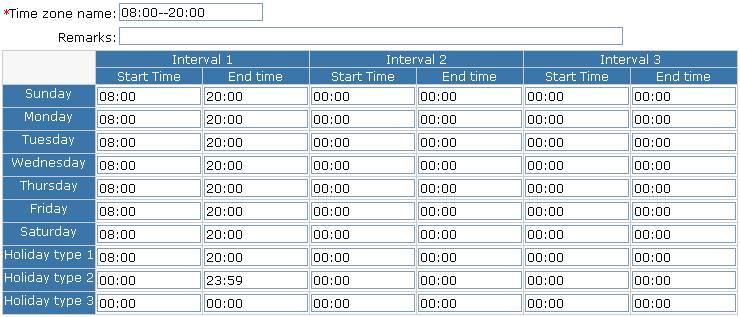 *Time zone name: 08:00--20:00
Remarks:
Interval 1 Interval 2 Interval 3
Start Time End time Start Time End time Start Time End time
Sunday 08:00 20:00 00:00 00:00 00:00 00:00
Monday 08:00 20:00 00:00 00:00 00:00 00:00
Tuesday 08:00 20:00 00:00 00:00 00:00 00:00
Wednesday 08:00 20:00 00:00 00:00 00:00 00:00
Thursday 08:00 20:00 00:00 00:00 00:00 00:00
Friday 08:00 20:00 00:00 00:00 00:00 00:00
Saturday 08:00 20:00 00:00 00:00 00:00 00:00
Holiday type 1 08:00 20:00 00:00 00:00 00:00 00:00
Holiday type 2 00:00 23:59 00:00 00:00 00:00 00:00
Holiday type 3 00:00 00:00 00:00 00:00 00:00 00:00